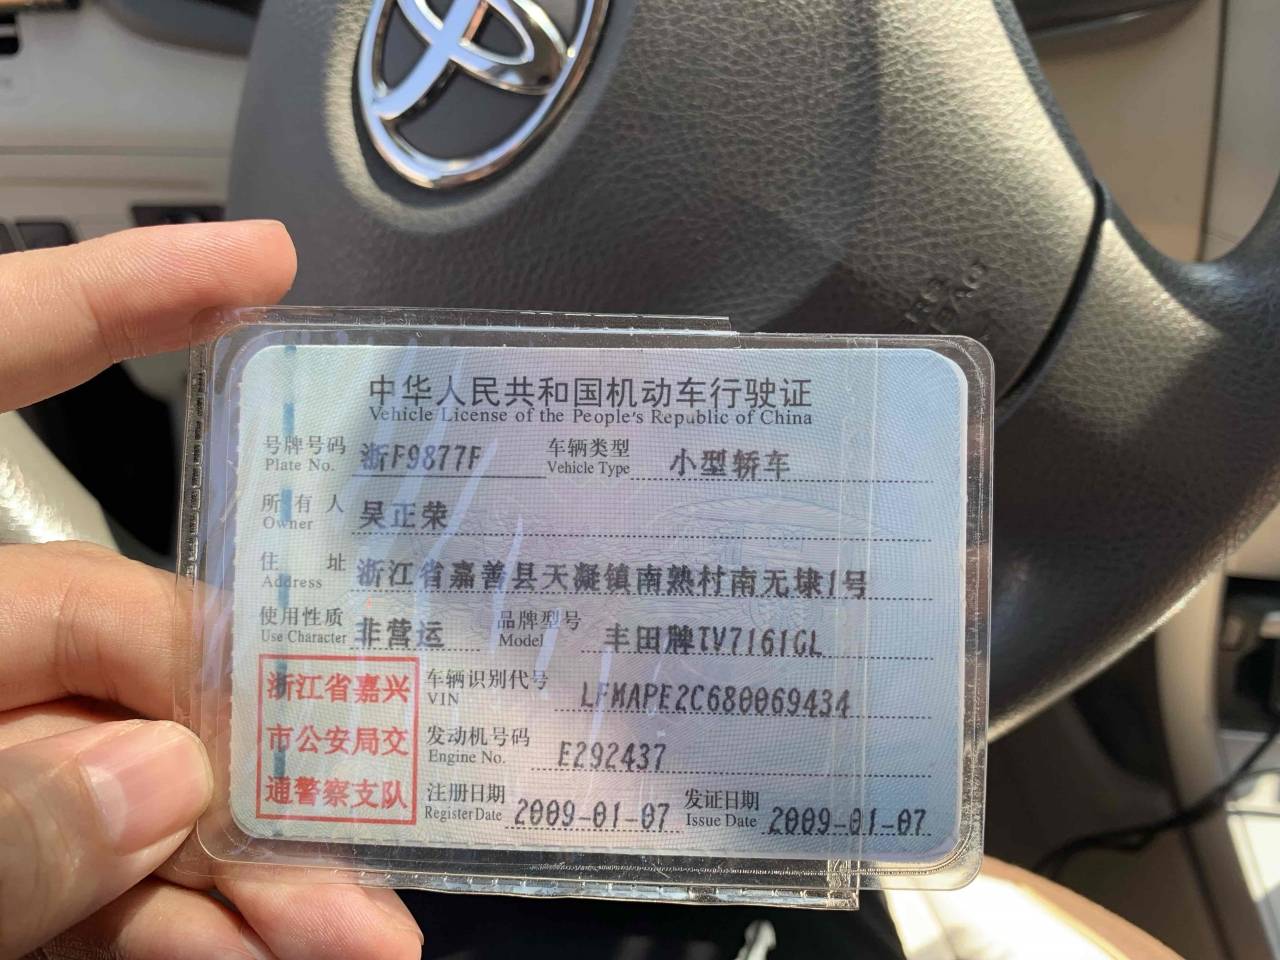 中华人民共和国机动车行驶证
Vehicle License of the People's Republic of China
号牌号码 浙F9877F 车辆类型 小型轿车
Plate No. Vehicle Type
所有人 吴正荣
Owner
住址 浙江省嘉善县天凝镇南熟村南无埭1号
Address
使用性质 非营运 品牌型号 丰田牌TV7161GL
Use Character Model
浙江省嘉兴
市公安局交
通警察支队
车辆识别代号 LFMAPE2C680069434
VIN
发动机号码 E292437
Engine No.
注册日期 2009-01-07 发证日期 2009-01-07
Register Date Issue Date